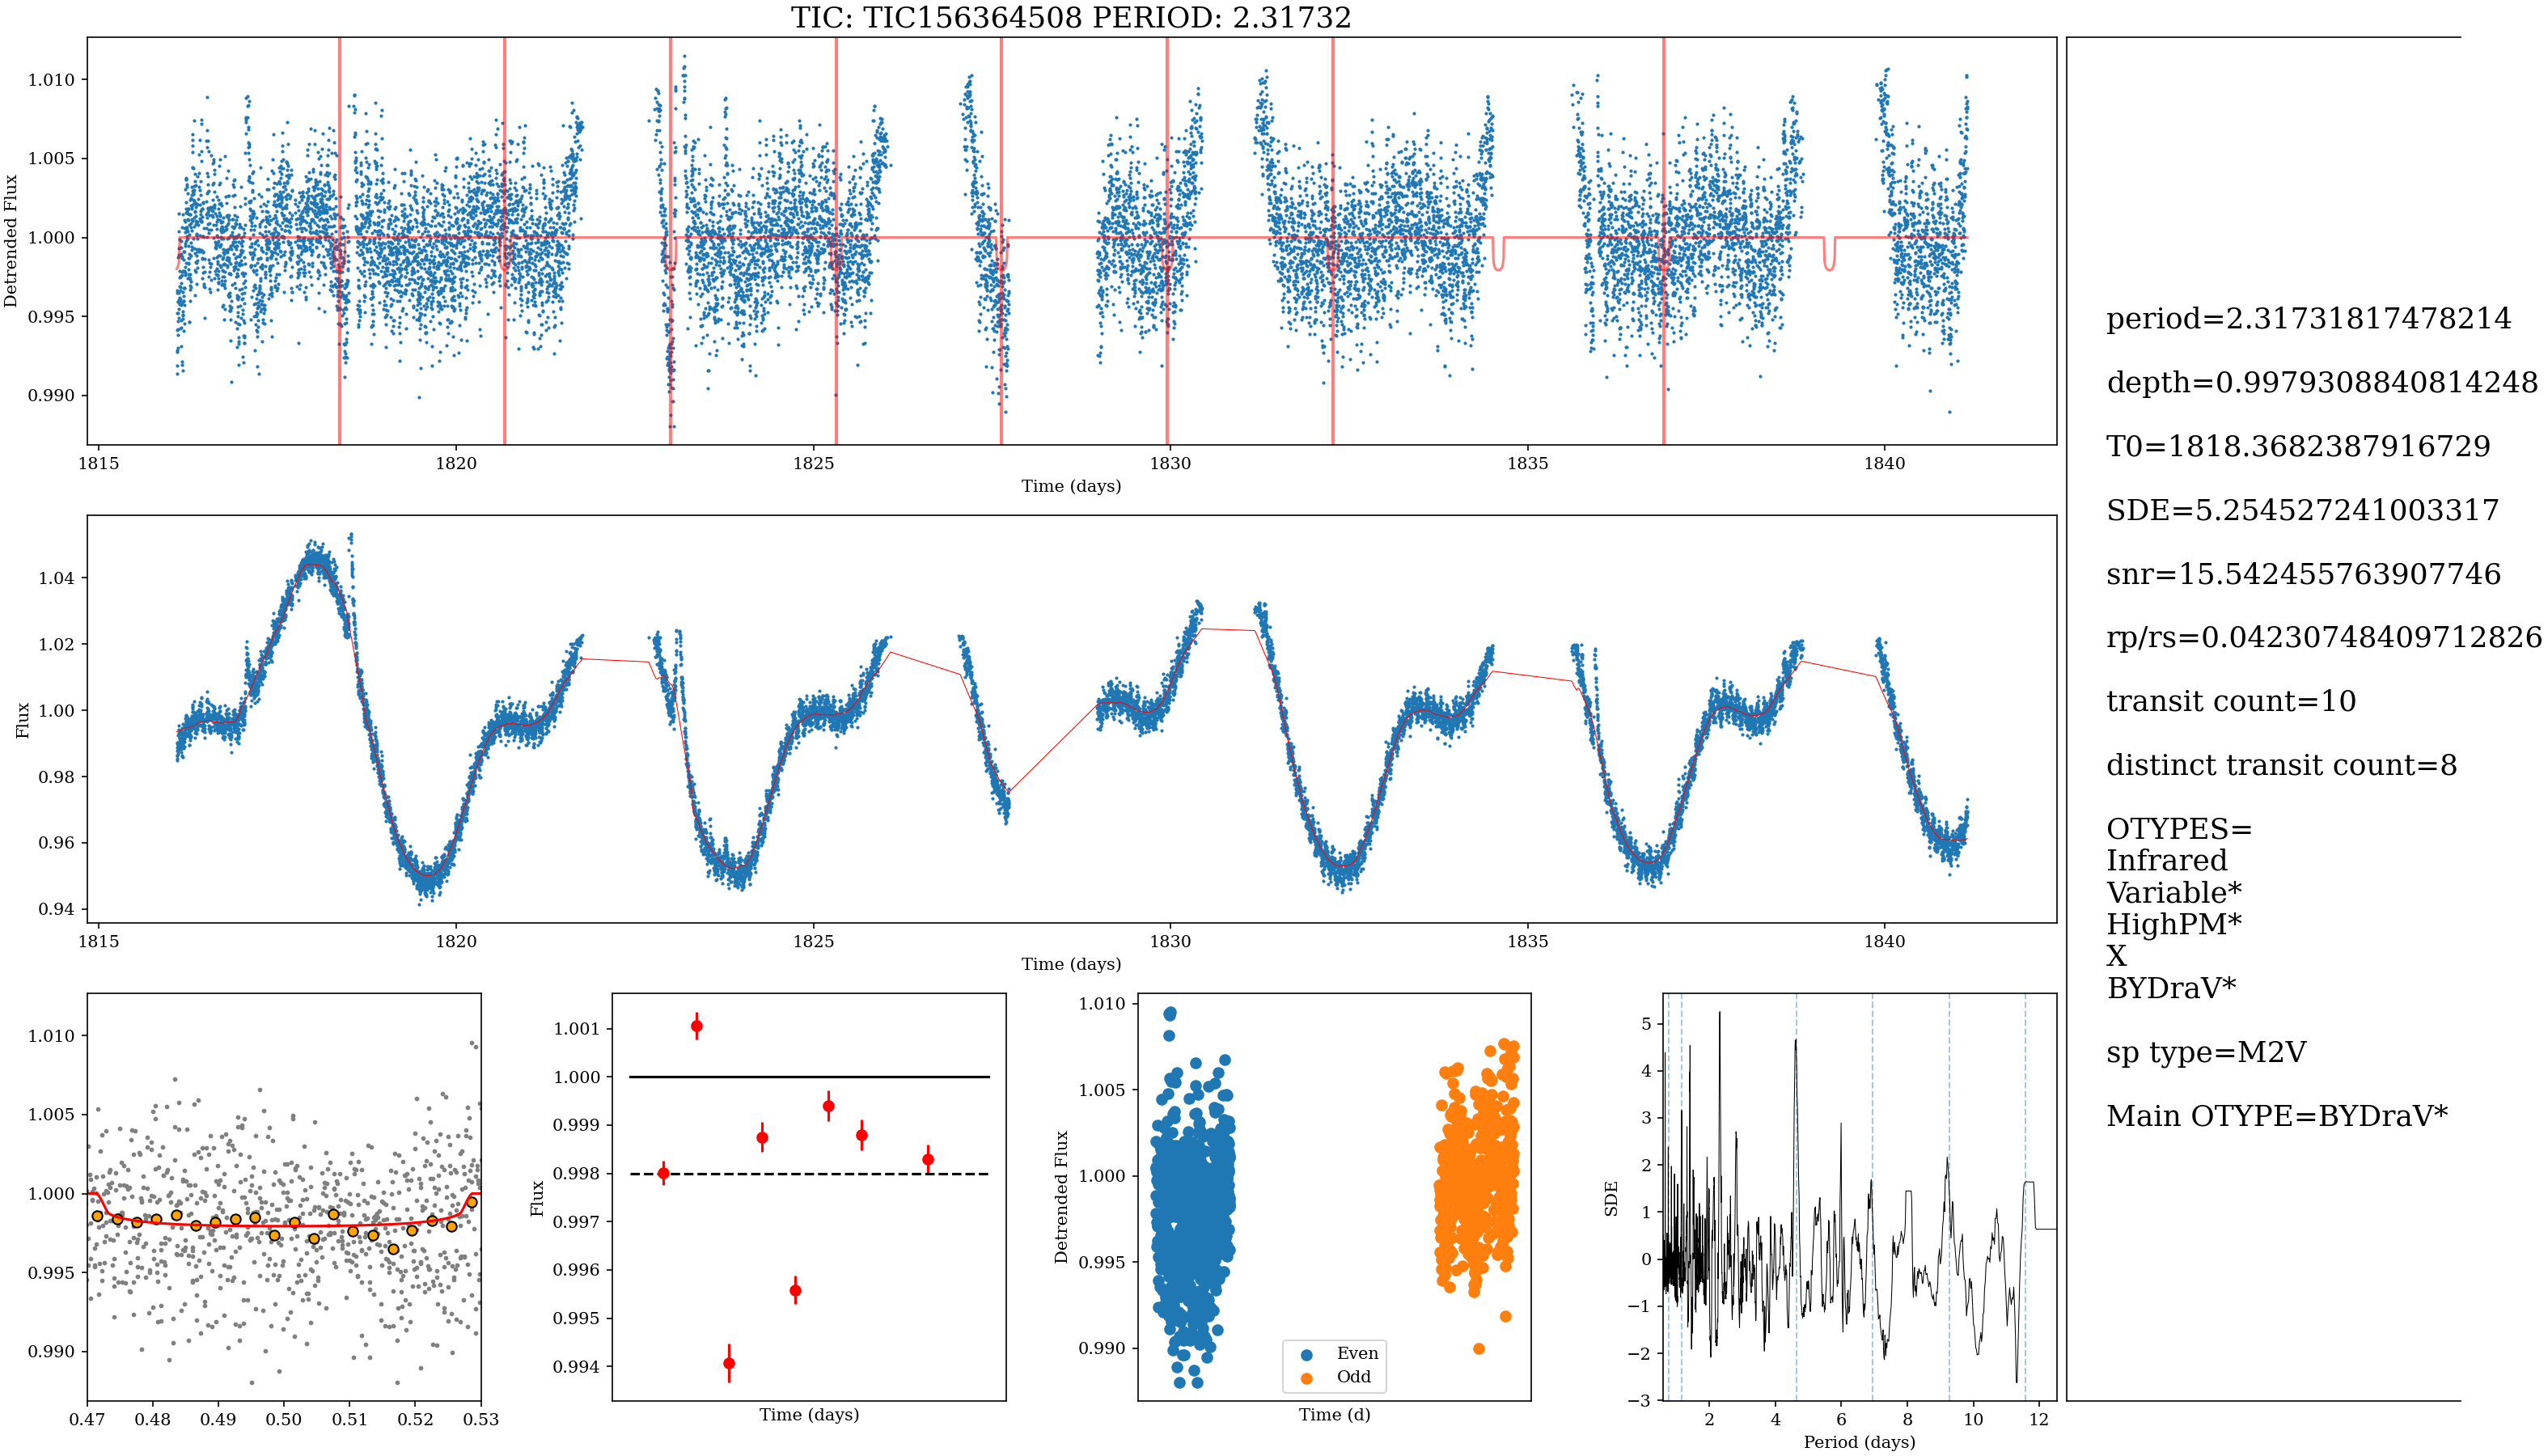 TIC: TIC156364508 PERIOD: 2.31732
Detrended Flux
1.010
1.005
1.000
0.995
0.990
1815
1820
1825
1830
1835
1840
Time (days)
Flux
1.04
1.02
1.00
0.98
0.96
0.94
1815
1820
1825
1830
1835
1840
Time (days)
1.010
1.005
1.000
0.995
0.990
0.47
0.48
0.49
0.50
0.51
0.52
0.53
Flux
1.001
1.000
0.999
0.998
0.997
0.996
0.995
0.994
Time (days)
Detrended Flux
1.010
1.005
1.000
0.995
0.990
Even
Odd
Time (d)
SDE
5
4
3
2
1
0
−1
−2
−3
2
4
6
8
10
12
Period (days)
period=2.31731817478214
depth=0.9979308840814248
T0=1818.3682387916729
SDE=5.254527241003317
snr=15.542455763907746
rp/rs=0.04230748409712826
transit count=10
distinct transit count=8
OTYPES=
Infrared
Variable*
HighPM*
X
BYDraV*
sp type=M2V
Main OTYPE=BYDraV*